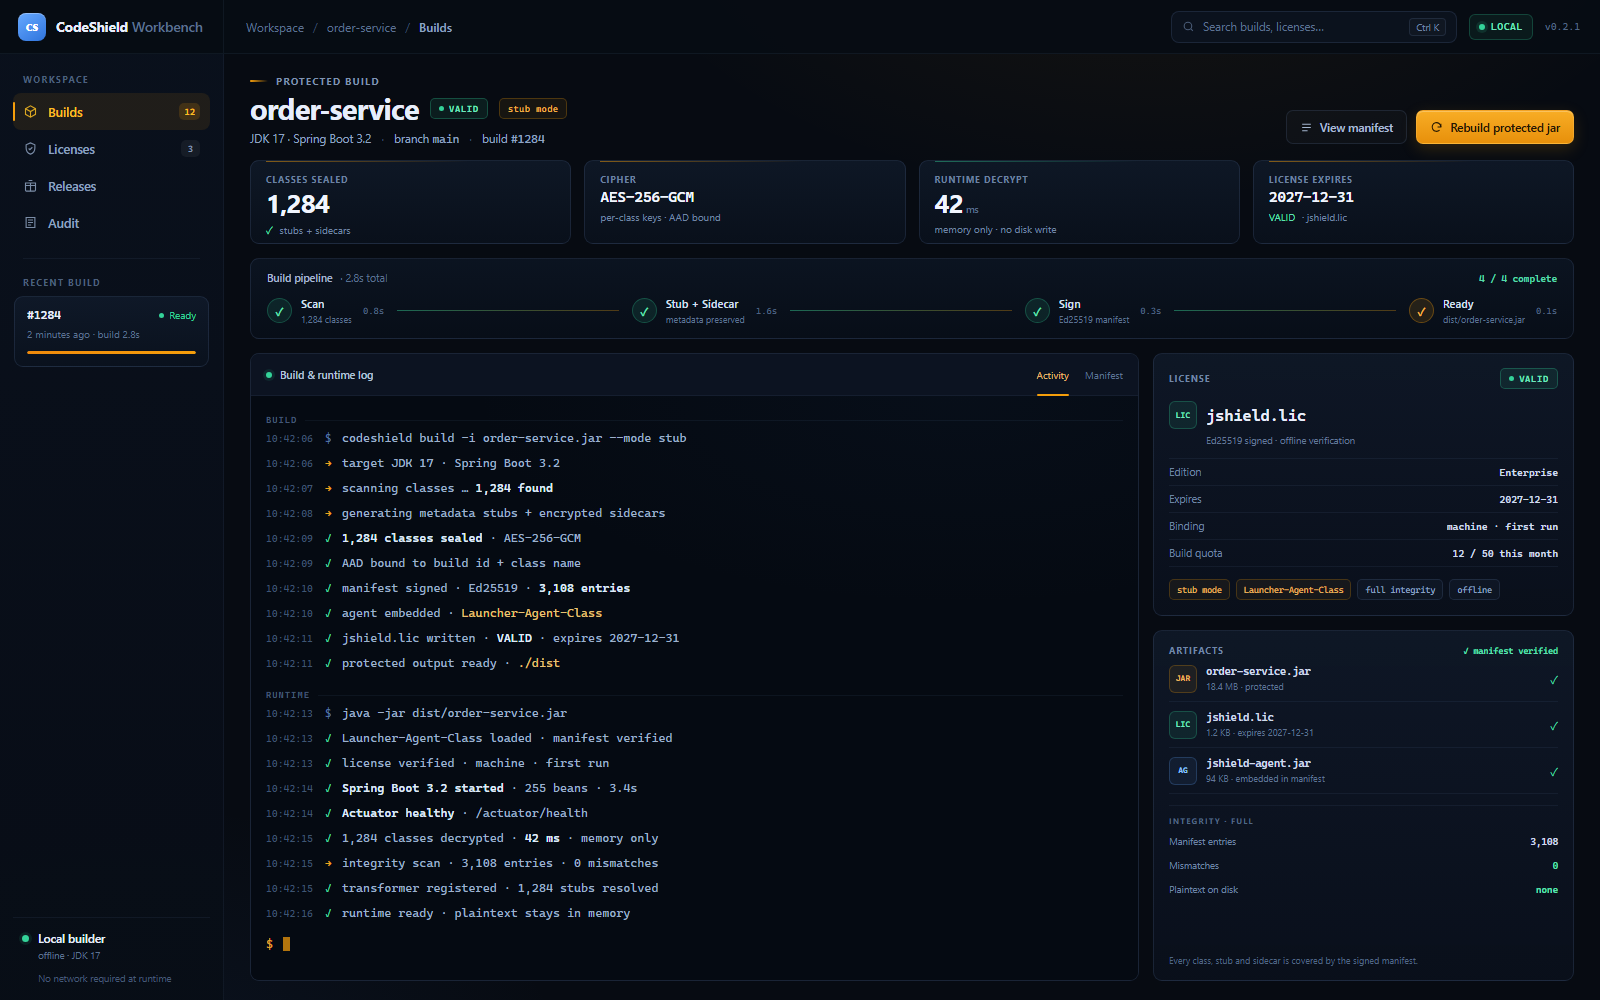 CS CodeShield Workbench
Workspace / order-service / Builds
Search builds, licenses... Ctrl K
LOCAL
v0.2.1
WORKSPACE
Builds 12
Licenses 3
Releases
Audit
RECENT BUILD
#1284 Ready
2 minutes ago · build 2.8s
Local builder
offline · JDK 17
No network required at runtime
PROTECTED BUILD
order-service VALID stub mode
JDK 17 · Spring Boot 3.2 · branch main · build #1284
View manifest
Rebuild protected jar
CLASSES SEALED
1,284
✓ stubs + sidecars
CIPHER
AES-256-GCM
per-class keys · AAD bound
RUNTIME DECRYPT
42 ms
memory only · no disk write
LICENSE EXPIRES
2027-12-31
VALID · jshield.lic
Build pipeline · 2.8s total
4 / 4 complete
✓ Scan 0.8s
1,284 classes
✓ Stub + Sidecar 1.6s
metadata preserved
✓ Sign 0.3s
Ed25519 manifest
✓ Ready 0.1s
dist/order-service.jar
Build & runtime log
Activity Manifest
BUILD
10:42:06 $ codeshield build -i order-service.jar --mode stub
10:42:06 → target JDK 17 · Spring Boot 3.2
10:42:07 → scanning classes … 1,284 found
10:42:08 → generating metadata stubs + encrypted sidecars
10:42:09 ✓ 1,284 classes sealed · AES-256-GCM
10:42:09 ✓ AAD bound to build id + class name
10:42:10 ✓ manifest signed · Ed25519 · 3,108 entries
10:42:10 ✓ agent embedded · Launcher-Agent-Class
10:42:11 ✓ jshield.lic written · VALID · expires 2027-12-31
10:42:11 ✓ protected output ready · ./dist
RUNTIME
10:42:13 $ java -jar dist/order-service.jar
10:42:13 ✓ Launcher-Agent-Class loaded · manifest verified
10:42:13 ✓ license verified · machine · first run
10:42:14 ✓ Spring Boot 3.2 started · 255 beans · 3.4s
10:42:14 ✓ Actuator healthy · /actuator/health
10:42:15 ✓ 1,284 classes decrypted · 42 ms · memory only
10:42:15 → integrity scan · 3,108 entries · 0 mismatches
10:42:15 ✓ transformer registered · 1,284 stubs resolved
10:42:16 ✓ runtime ready · plaintext stays in memory
$
LICENSE VALID
LIC jshield.lic
Ed25519 signed · offline verification
Edition Enterprise
Expires 2027-12-31
Binding machine · first run
Build quota 12 / 50 this month
stub mode Launcher-Agent-Class full integrity offline
ARTIFACTS ✓ manifest verified
JAR order-service.jar ✓
18.4 MB · protected
LIC jshield.lic ✓
1.2 KB · expires 2027-12-31
AG jshield-agent.jar ✓
94 KB · embedded in manifest
INTEGRITY · FULL
Manifest entries 3,108
Mismatches 0
Plaintext on disk none
Every class, stub and sidecar is covered by the signed manifest.